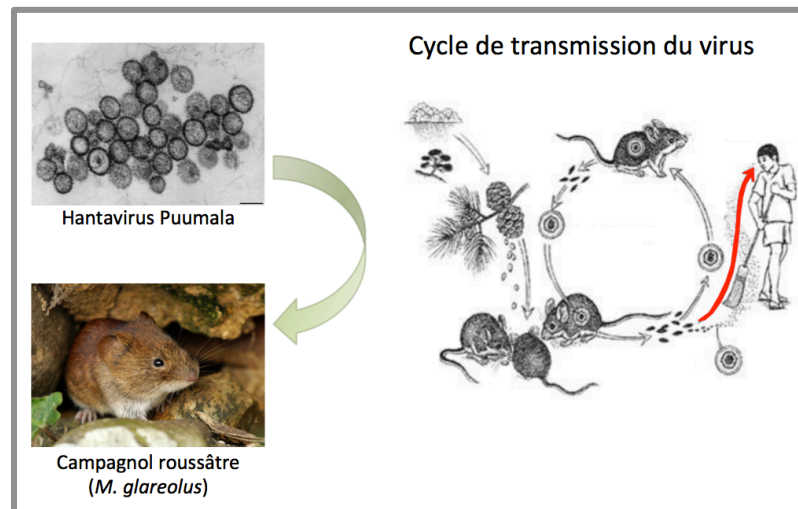 Cycle de transmission du virus
Hantavirus Puumala
Campagnol roussâtre
(M. glareolus)